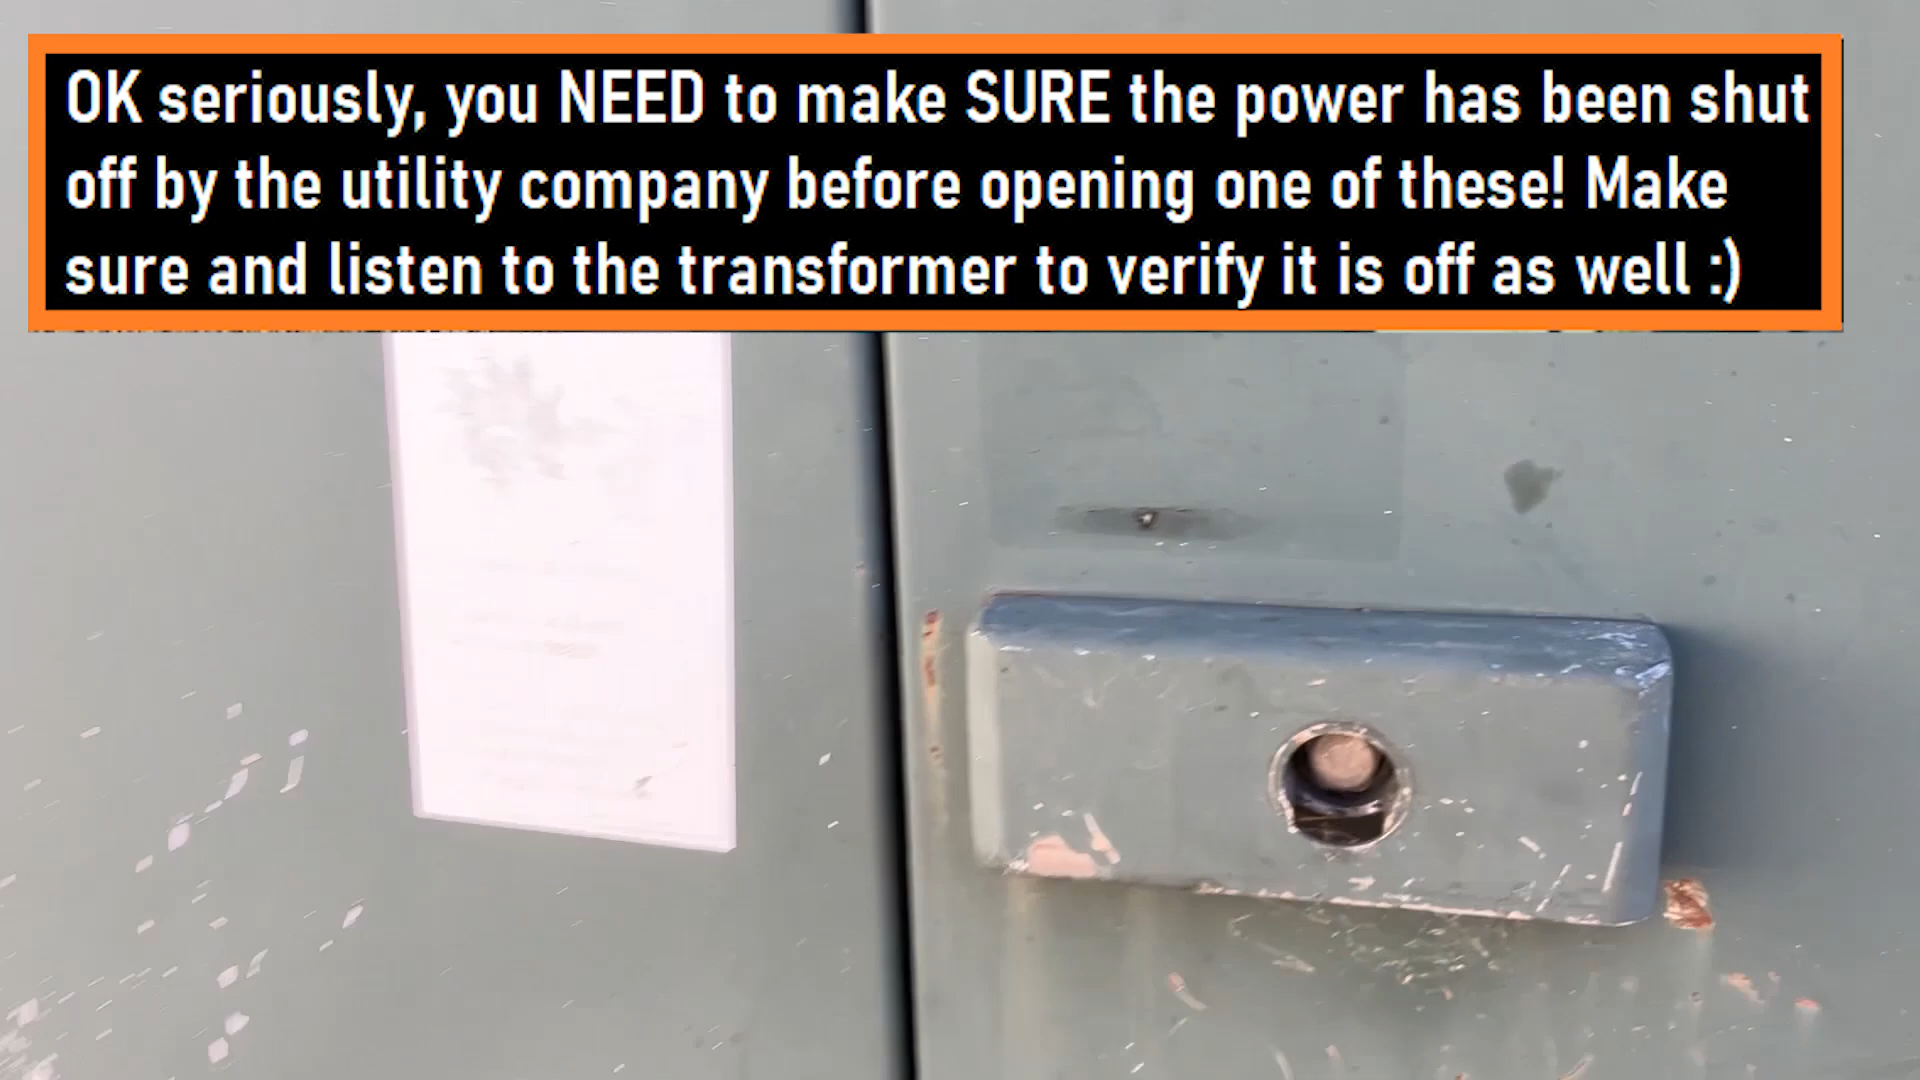 OK seriously, you NEED to make SURE the power has been shut
off by the utility company before opening one of these! Make
sure and listen to the transformer to verify it is off as well :)